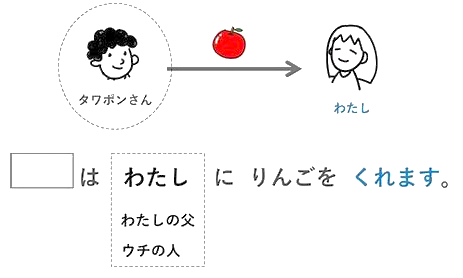 タワポンさん
わたし
は わたし に りんごを くれます。
わたしの父
ウチの人